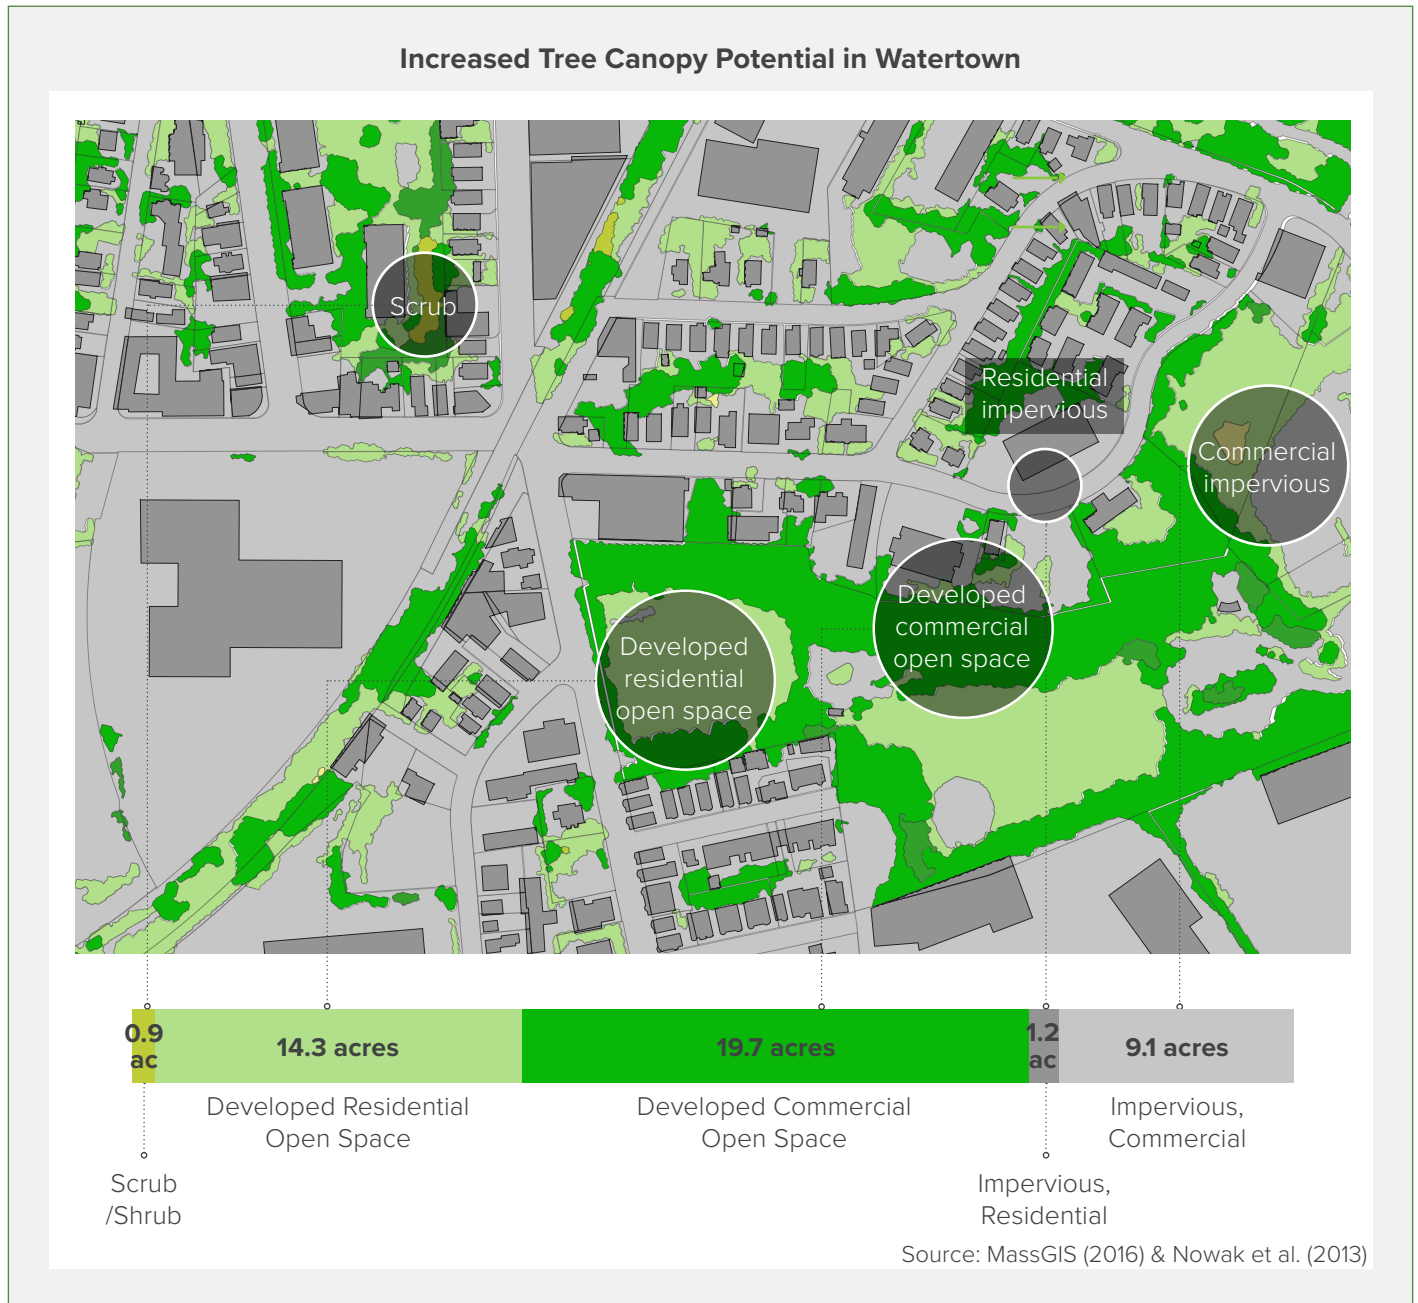 Increased Tree Canopy Potential in Watertown
Scrub
Residential
impervious
Commercial
impervious
Developed
commercial
open space
Developed
residential
open space
0.9
ac
14.3 acres
19.7 acres
1.2
ac
9.1 acres
Developed Residential
Open Space
Developed Commercial
Open Space
Impervious,
Commercial
Scrub
/Shrub
Impervious,
Residential
Source: MassGIS (2016) & Nowak et al. (2013)